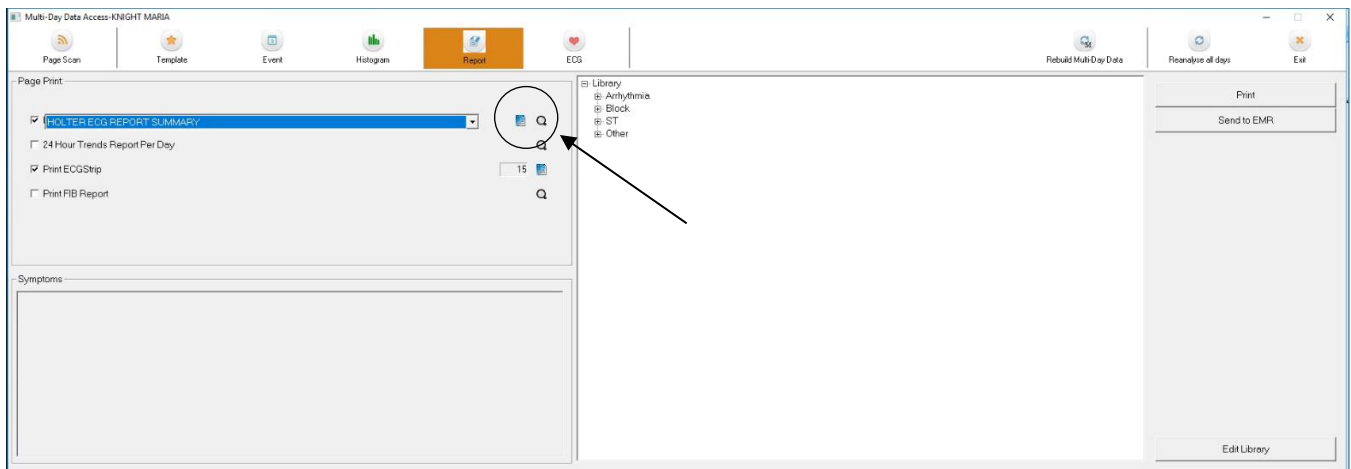 Multi-Day Data Access-KNIGHT MARIA
Page Scan Template Event Histogram Report ECG Rebuild Multi-Day Data Reanalyse all days Exit
Page Print
HOLTER ECG REPORT SUMMARY
24 Hour Trends Report Per Day
Print ECGStrip 15
Print FIB Report
Symptoms
Library
Arrhythmia
Block
ST
Other
Print
Send to EMR
Edit Library